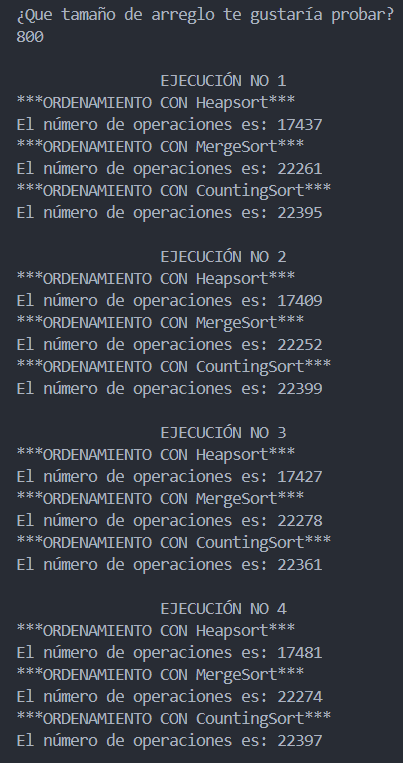 ¿Que tamaño de arreglo te gustaría probar?
800
EJECUCIÓN NO 1
***ORDENAMIENTO CON Heapsort***
El número de operaciones es: 17437
***ORDENAMIENTO CON MergeSort***
El número de operaciones es: 22261
***ORDENAMIENTO CON CountingSort***
El número de operaciones es: 22395
EJECUCIÓN NO 2
***ORDENAMIENTO CON Heapsort***
El número de operaciones es: 17409
***ORDENAMIENTO CON MergeSort***
El número de operaciones es: 22252
***ORDENAMIENTO CON CountingSort***
El número de operaciones es: 22399
EJECUCIÓN NO 3
***ORDENAMIENTO CON Heapsort***
El número de operaciones es: 17427
***ORDENAMIENTO CON MergeSort***
El número de operaciones es: 22278
***ORDENAMIENTO CON CountingSort***
El número de operaciones es: 22361
EJECUCIÓN NO 4
***ORDENAMIENTO CON Heapsort***
El número de operaciones es: 17481
***ORDENAMIENTO CON MergeSort***
El número de operaciones es: 22274
***ORDENAMIENTO CON CountingSort***
El número de operaciones es: 22397